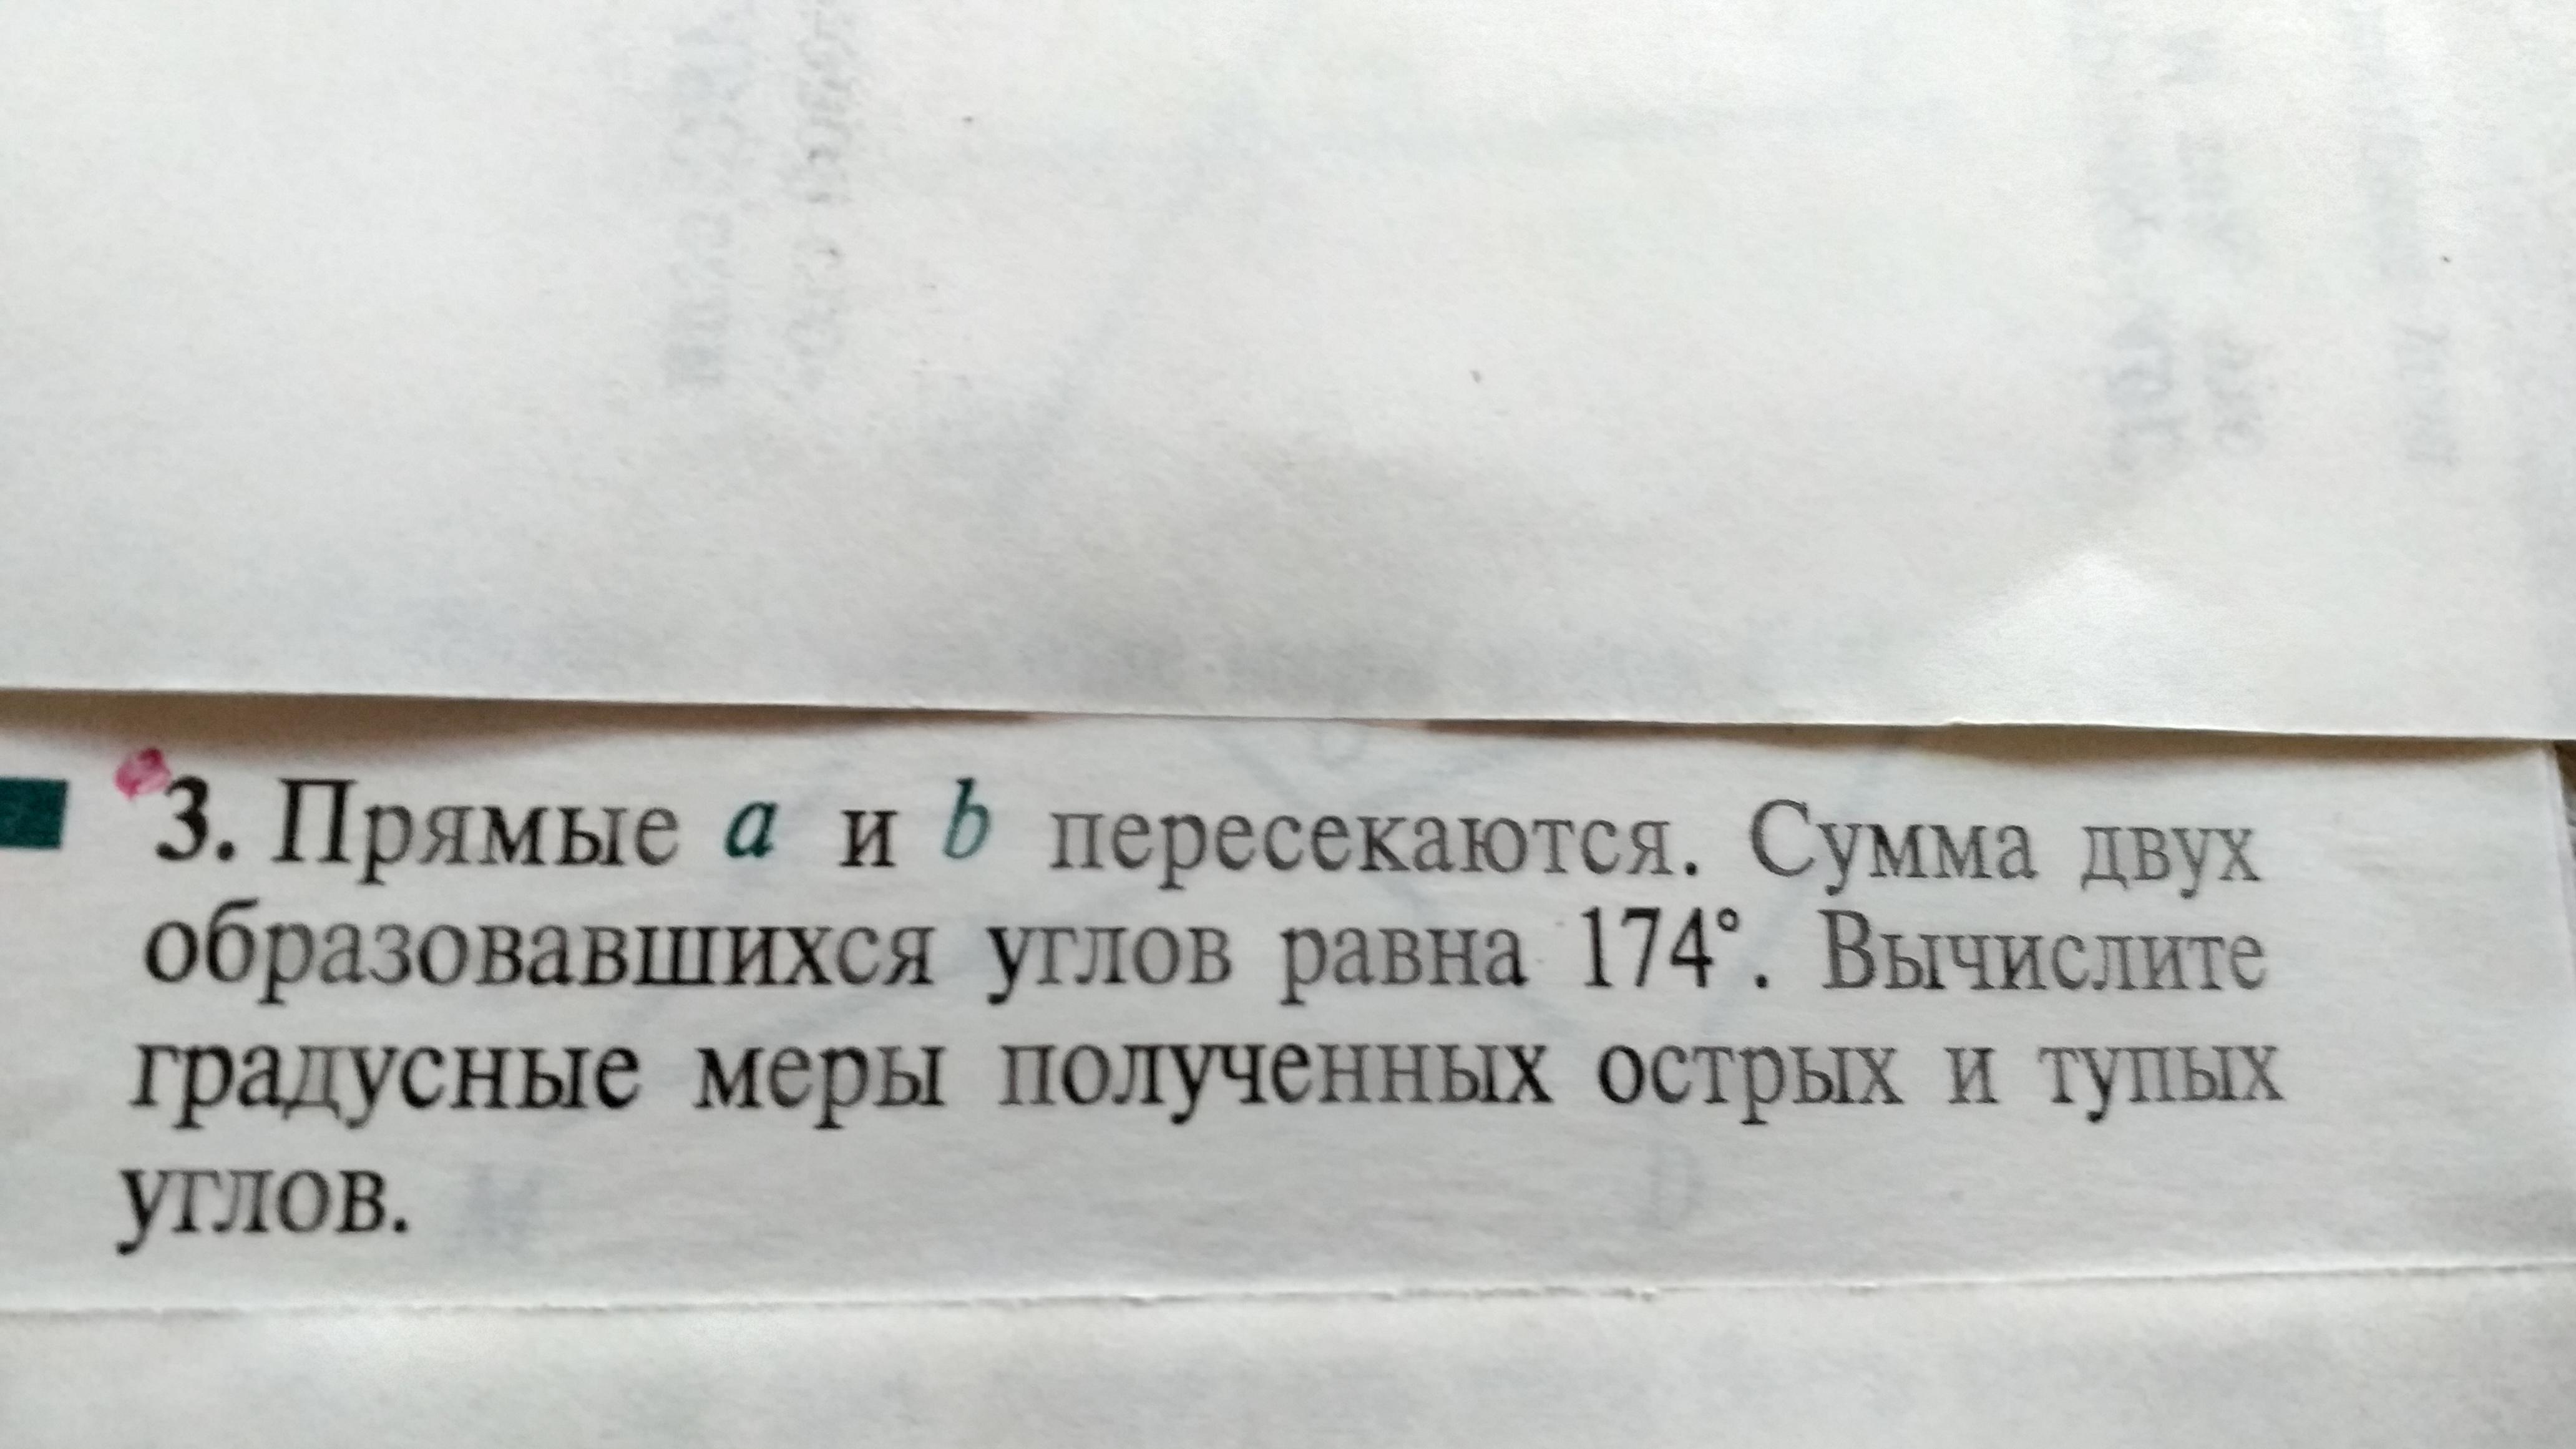 3. Прямые a и b пересекаются. Сумма двух
образовавшихся углов равна 174°. Вычислите
градусные меры полученных острых и тупых
углов.